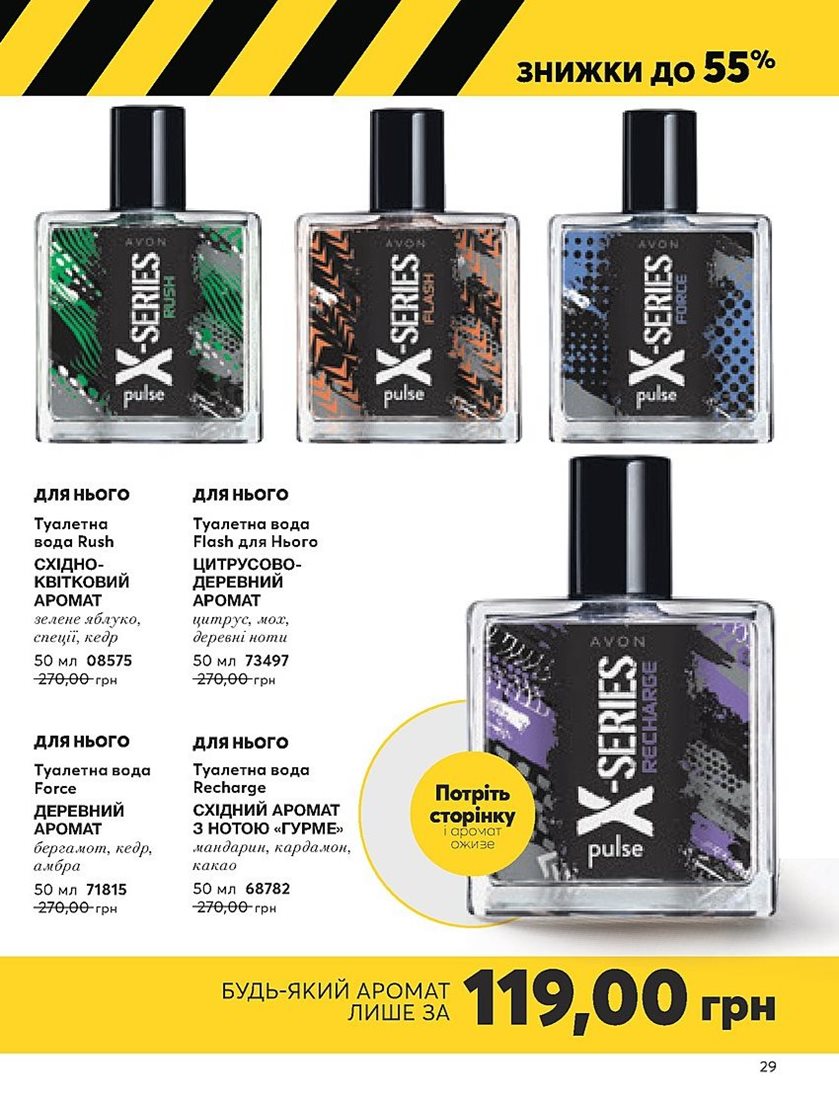 ЗНИЖКИ ДО 55%
AVON
X-SERIES
RUSH
pulse
AVON
X-SERIES
FLASH
pulse
AVON
X-SERIES
FORCE
pulse
ДЛЯ НЬОГО
Туалетна
вода Rush
СХІДНО-
КВІТКОВИЙ
АРОМАТ
зелене яблуко,
спеції, кедр
50 мл 08575
270,00 грн
ДЛЯ НЬОГО
Туалетна вода
Flash для Нього
ЦИТРУСОВО-
ДЕРЕВНИЙ
АРОМАТ
цитрус, мох,
деревні ноти
50 мл 73497
270,00 грн
ДЛЯ НЬОГО
Туалетна вода
Force
ДЕРЕВНИЙ
АРОМАТ
бергамот, кедр,
амбра
50 мл 71815
270,00 грн
ДЛЯ НЬОГО
Туалетна вода
Recharge
СХІДНИЙ АРОМАТ
З НОТОЮ «ГУРМЕ»
мандарин, кардамон,
какао
50 мл 68782
270,00 грн
AVON
X-SERIES
RECHARGE
pulse
Потріть
сторінку
і аромат
оживе
БУДЬ-ЯКИЙ АРОМАТ
ЛИШЕ ЗА
119,00 грн
29